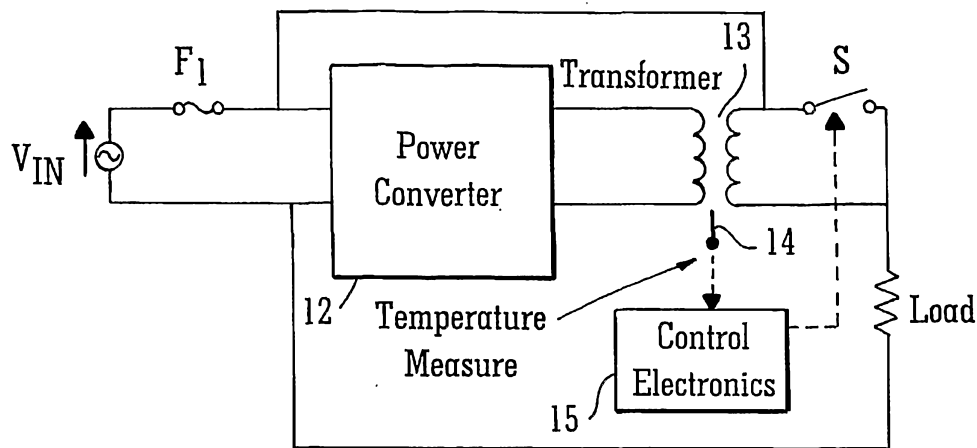 F1
VIN
Power
Converter
12
Transformer
13
S
14
Temperature
Measure
Control
Electronics
15
Load